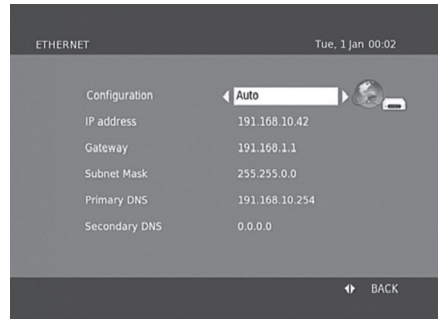 ETHERNET Tue, 1 Jan 00:02
Configuration Auto
IP address 191.168.10.42
Gateway 191.168.1.1
Subnet Mask 255.255.0.0
Primary DNS 191.168.10.254
Secondary DNS 0.0.0.0
BACK